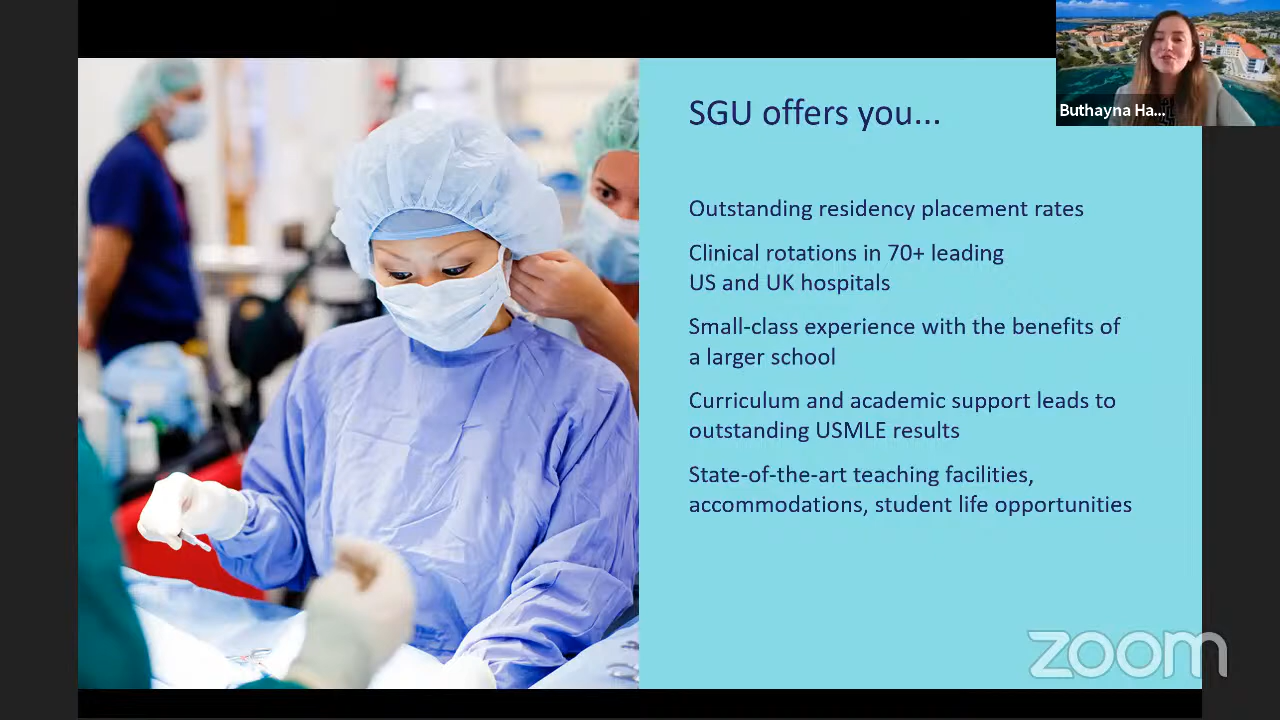 SGU offers you...
Outstanding residency placement rates
Clinical rotations in 70+ leading
US and UK hospitals
Small-class experience with the benefits of
a larger school
Curriculum and academic support leads to
outstanding USMLE results
State-of-the-art teaching facilities,
accommodations, student life opportunities
Buthayna Ha...
zoom